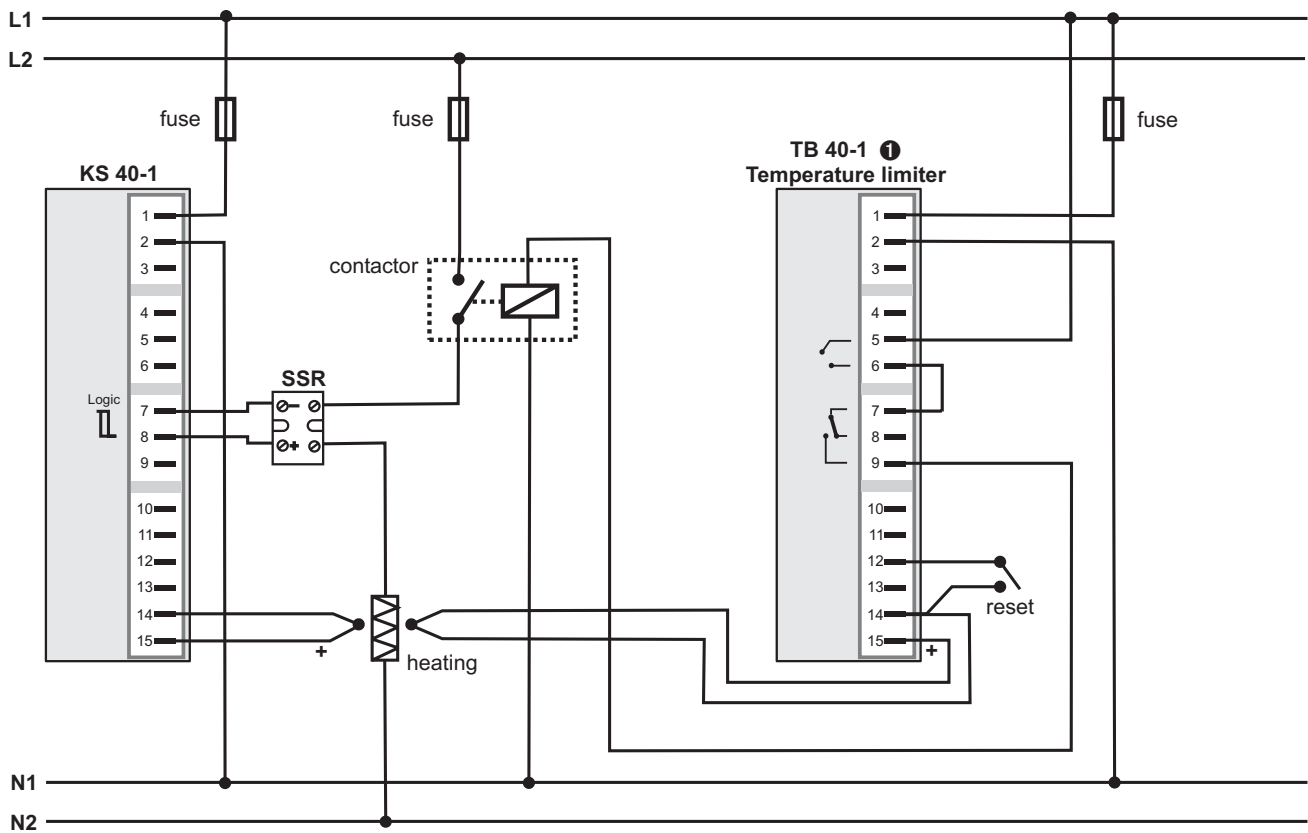 L1
L2
fuse
fuse
fuse
KS 40-1
TB 40-1 ❶
Temperature limiter
contactor
SSR
Logic
1
2
3
4
5
6
7
8
9
10
11
12
13
14
15
+
−
+
heating
1
2
3
4
5
6
7
8
9
10
11
12
13
14
15
+
reset
N1
N2